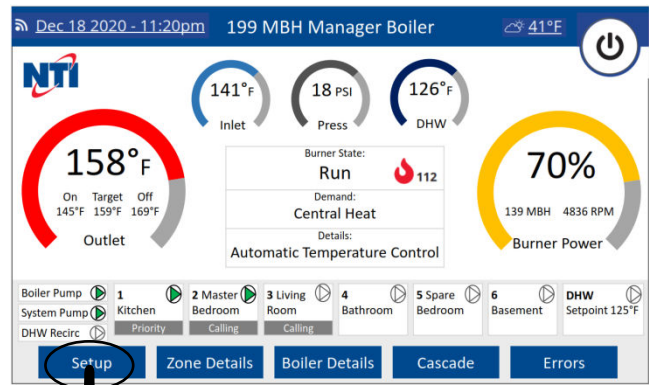 Dec 18 2020 - 11:20pm 199 MBH Manager Boiler 41°F
NTI
141°F
Inlet
18 PSI
Press
126°F
DHW
158°F
On Target Off
145°F 159°F 169°F
Outlet
Burner State:
Run 112
Demand:
Central Heat
Details:
Automatic Temperature Control
70%
139 MBH 4836 RPM
Burner Power
Boiler Pump
System Pump
DHW Recirc
1
Kitchen
Priority
2 Master
Bedroom
Calling
3 Living
Room
Calling
4
Bathroom
5 Spare
Bedroom
6
Basement
DHW
Setpoint 125°F
Setup Zone Details Boiler Details Cascade Errors